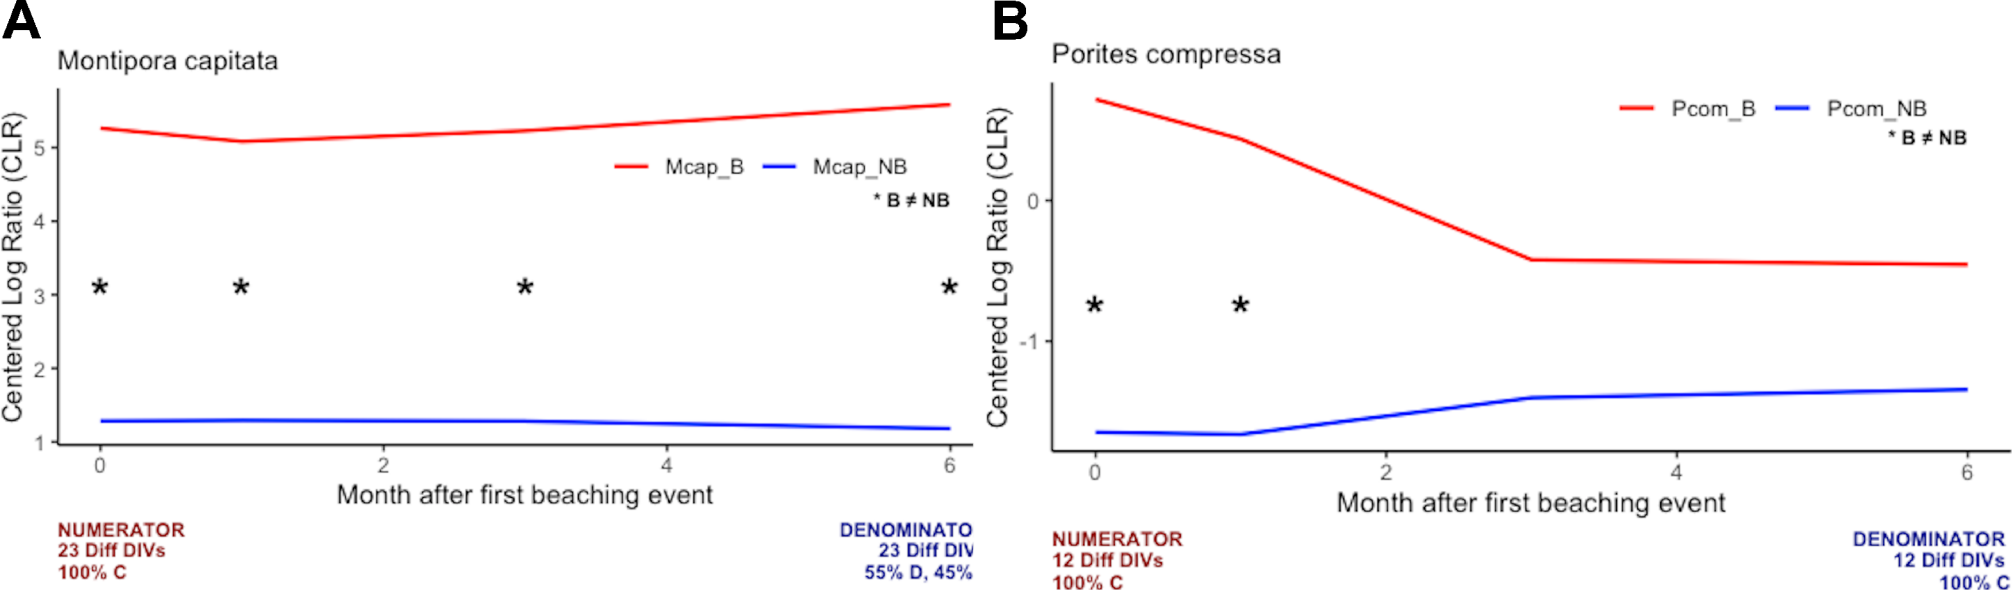 A
Montipora capitata
Centered Log Ratio (CLR)
5
4
3
2
1
Mcap_B
Mcap_NB
* B ≠ NB
* * * *
0 2 4 6
Month after first beaching event
NUMERATOR
23 Diff DIVs
100% C
DENOMINATO
23 Diff DIV
55% D, 45%
B
Porites compressa
Centered Log Ratio (CLR)
0
-1
Pcom_B
Pcom_NB
* B ≠ NB
* *
0 2 4 6
Month after first beaching event
NUMERATOR
12 Diff DIVs
100% C
DENOMINATOR
12 Diff DIVs
100% C